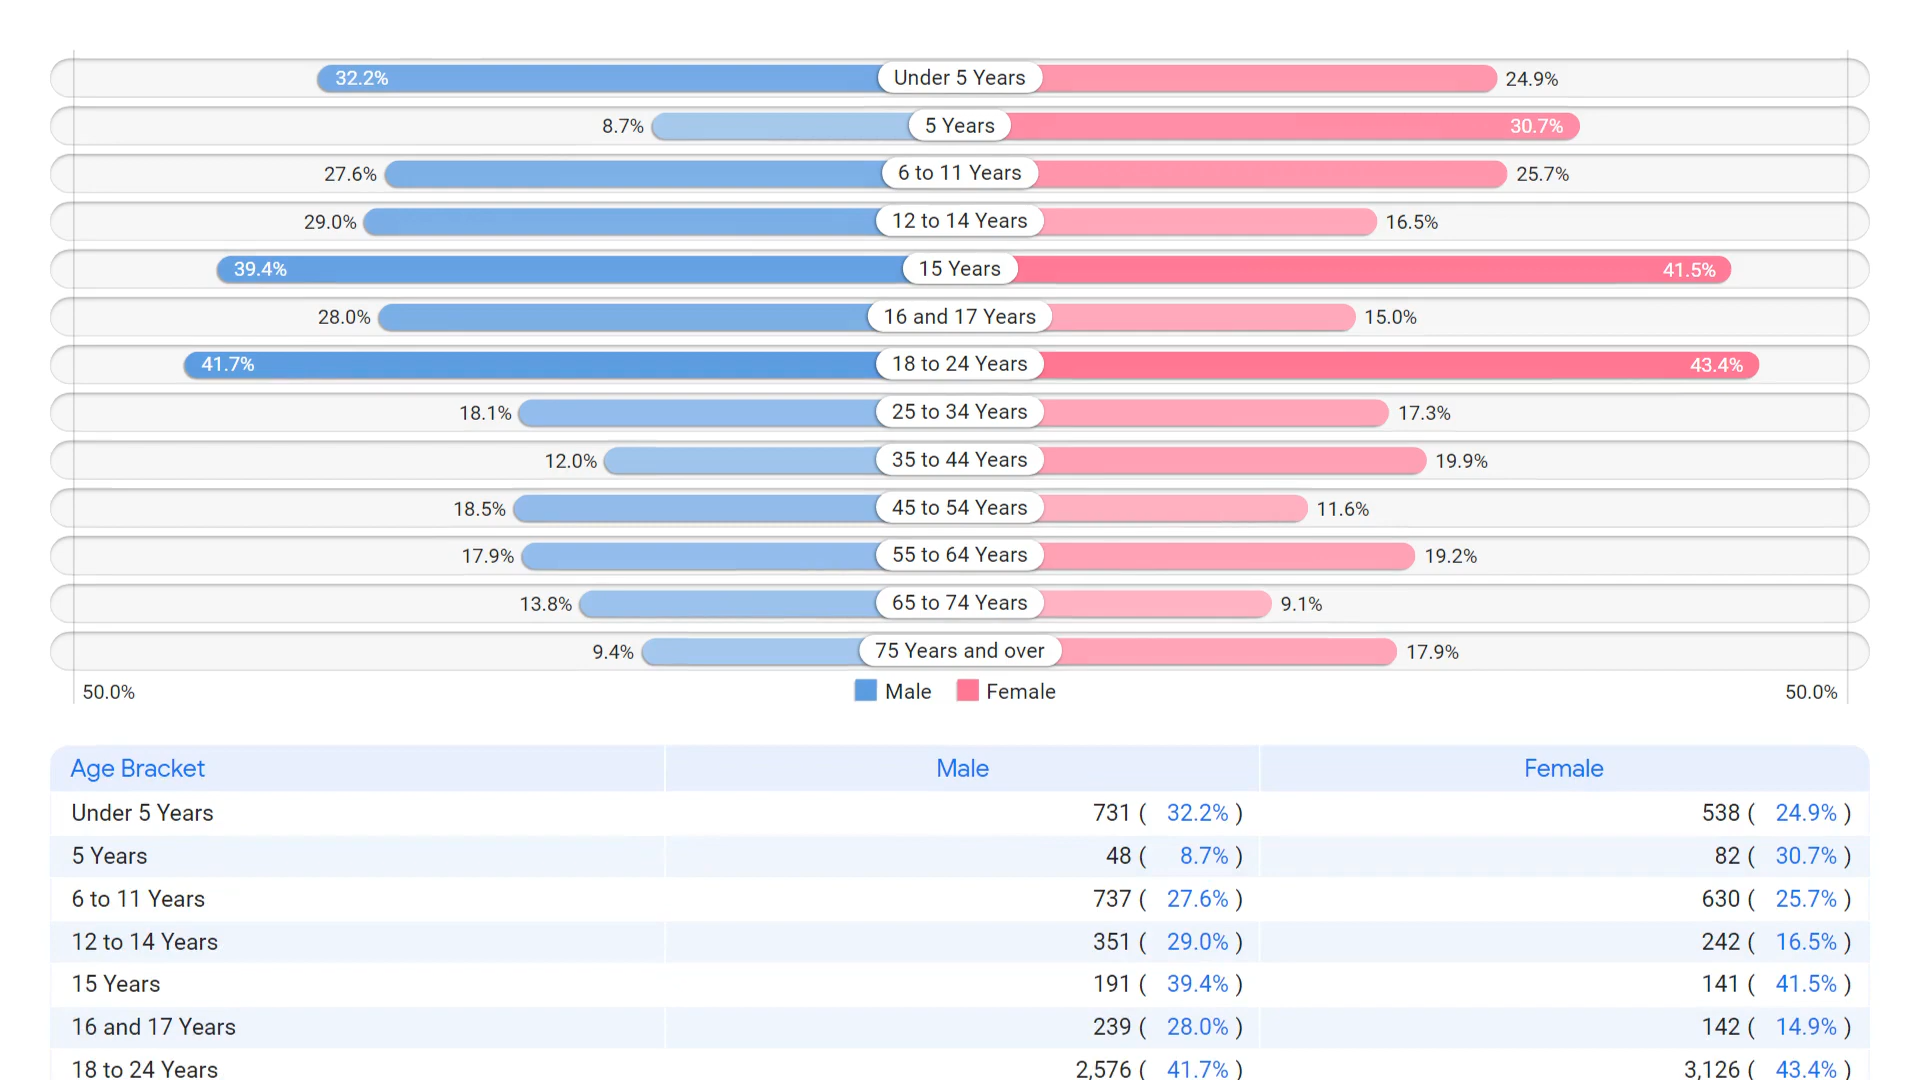 32.2% Under 5 Years 24.9%
8.7% 5 Years 30.7%
27.6% 6 to 11 Years 25.7%
29.0% 12 to 14 Years 16.5%
39.4% 15 Years 41.5%
28.0% 16 and 17 Years 15.0%
41.7% 18 to 24 Years 43.4%
18.1% 25 to 34 Years 17.3%
12.0% 35 to 44 Years 19.9%
18.5% 45 to 54 Years 11.6%
17.9% 55 to 64 Years 19.2%
13.8% 65 to 74 Years 9.1%
9.4% 75 Years and over 17.9%
50.0% Male Female 50.0%
Age Bracket Male Female
Under 5 Years 731 ( 32.2% ) 538 ( 24.9% )
5 Years 48 ( 8.7% ) 82 ( 30.7% )
6 to 11 Years 737 ( 27.6% ) 630 ( 25.7% )
12 to 14 Years 351 ( 29.0% ) 242 ( 16.5% )
15 Years 191 ( 39.4% ) 141 ( 41.5% )
16 and 17 Years 239 ( 28.0% ) 142 ( 14.9% )
18 to 24 Years 2,576 ( 41.7% ) 3,126 ( 43.4% )